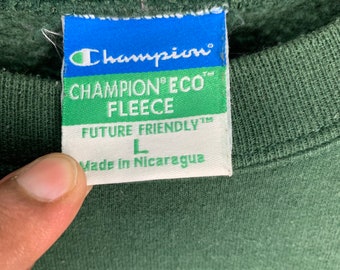 Champion
CHAMPION® ECO™
FLEECE
FUTURE FRIENDLY™
L
Made in Nicaragua